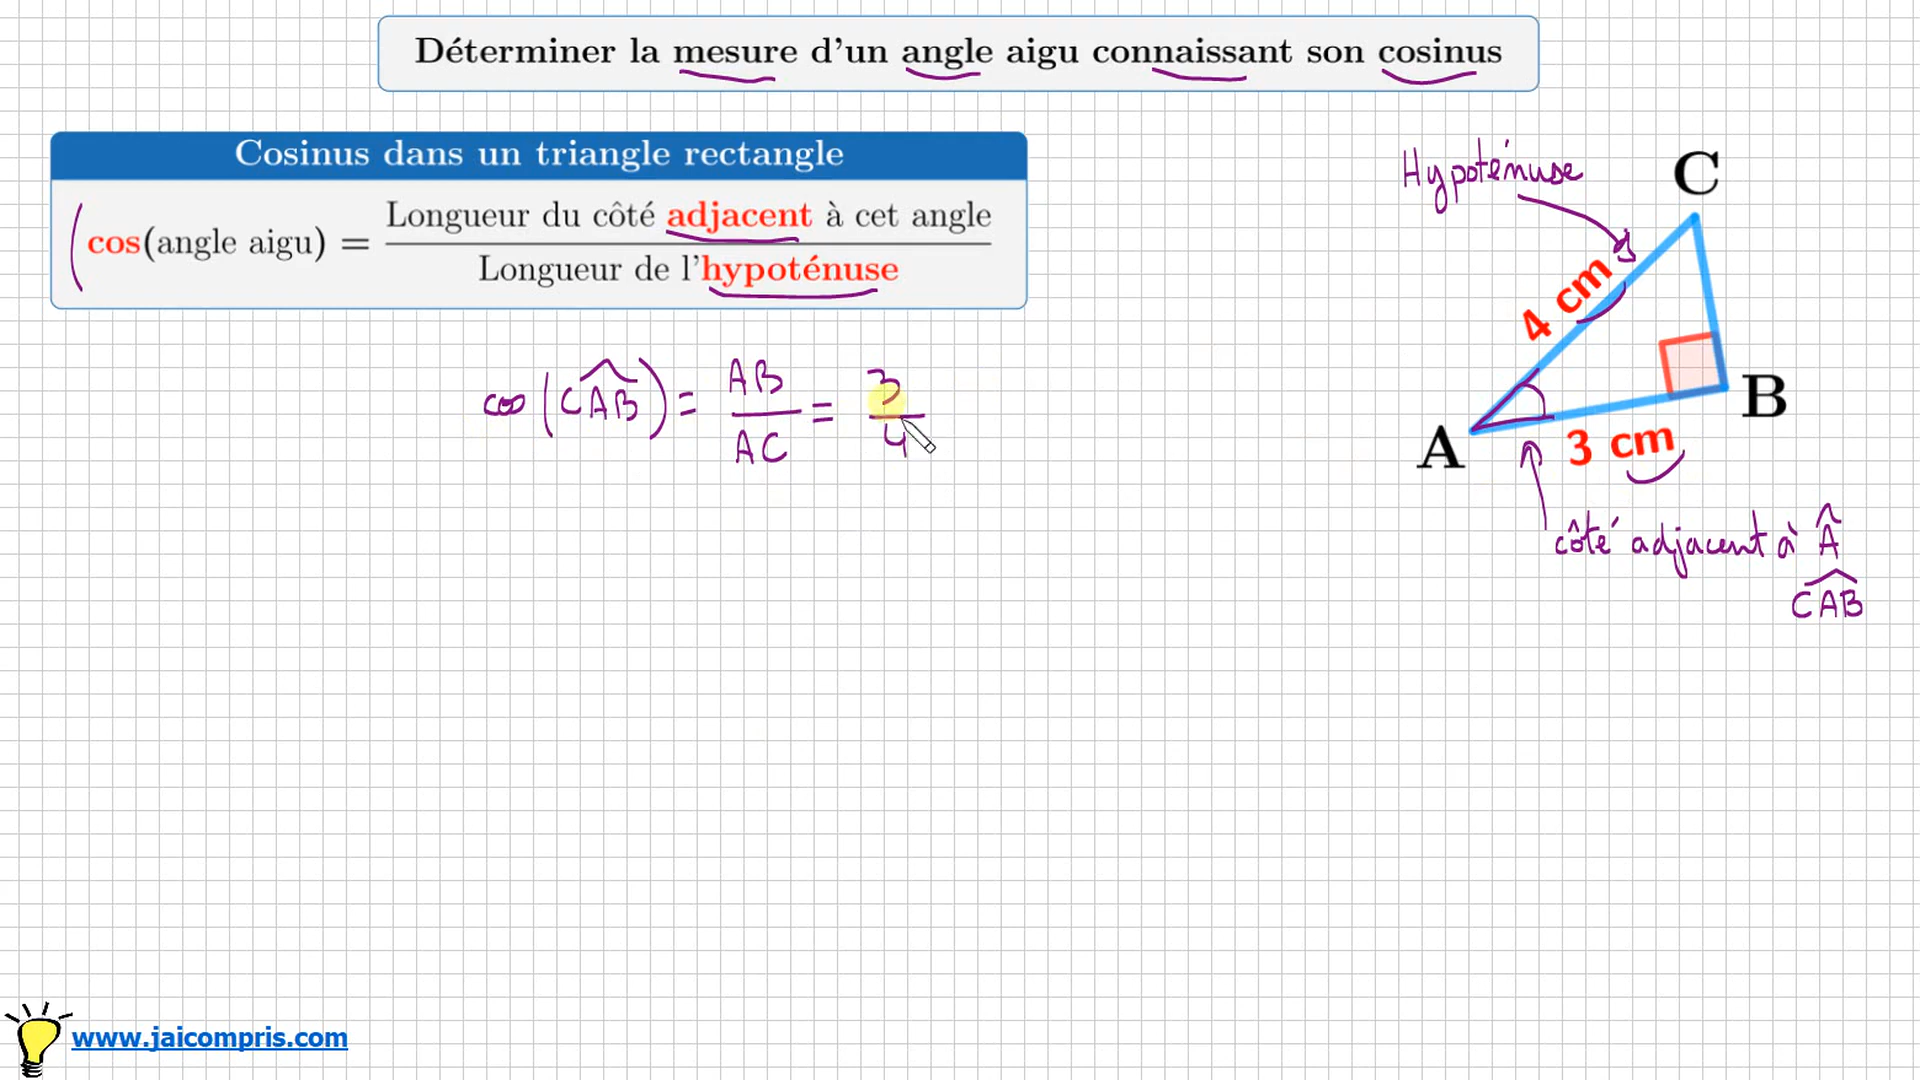 Déterminer la mesure d'un angle aigu connaissant son cosinus
Cosinus dans un triangle rectangle
cos(angle aigu) = Longueur du côté adjacent à cet angle / Longueur de l'hypoténuse
cos (CAB) = AB / AC = 3 / 4
Hypoténuse
C
4 cm
B
A
3 cm
côté adjacent à Â
CAB
www.jaicompris.com